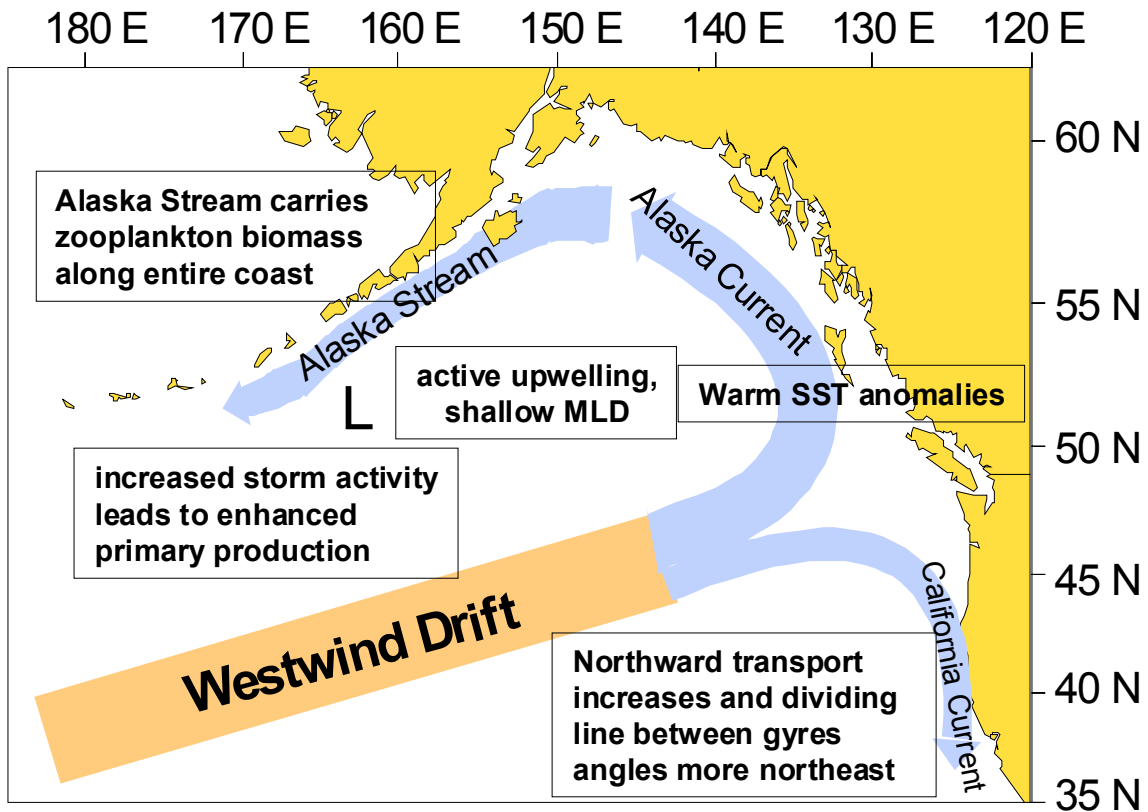 180 E 170 E 160 E 150 E 140 E 130 E 120 E
60 N
Alaska Stream carries
zooplankton biomass
along entire coast
Alaska Current
55 N
Alaska Stream
active upwelling,
shallow MLD
Warm SST anomalies
L
50 N
increased storm activity
leads to enhanced
primary production
45 N
Westwind Drift
California Current
Northward transport
increases and dividing
line between gyres
angles more northeast
40 N
35 N